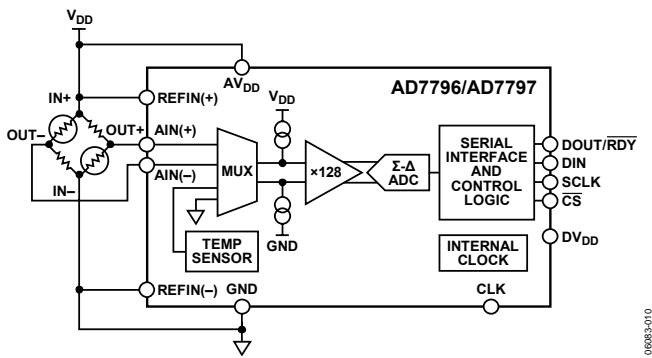 VDD
IN+
OUT–
OUT+
IN–
REFIN(+)
AIN(+)
AIN(–)
REFIN(–)
AVDD
AD7796/AD7797
VDD
MUX
×128
Σ-Δ
ADC
SERIAL
INTERFACE
AND
CONTROL
LOGIC
DOUT/RDY
DIN
SCLK
CS
DVDD
TEMP
SENSOR
GND
INTERNAL
CLOCK
GND
CLK
06083-010